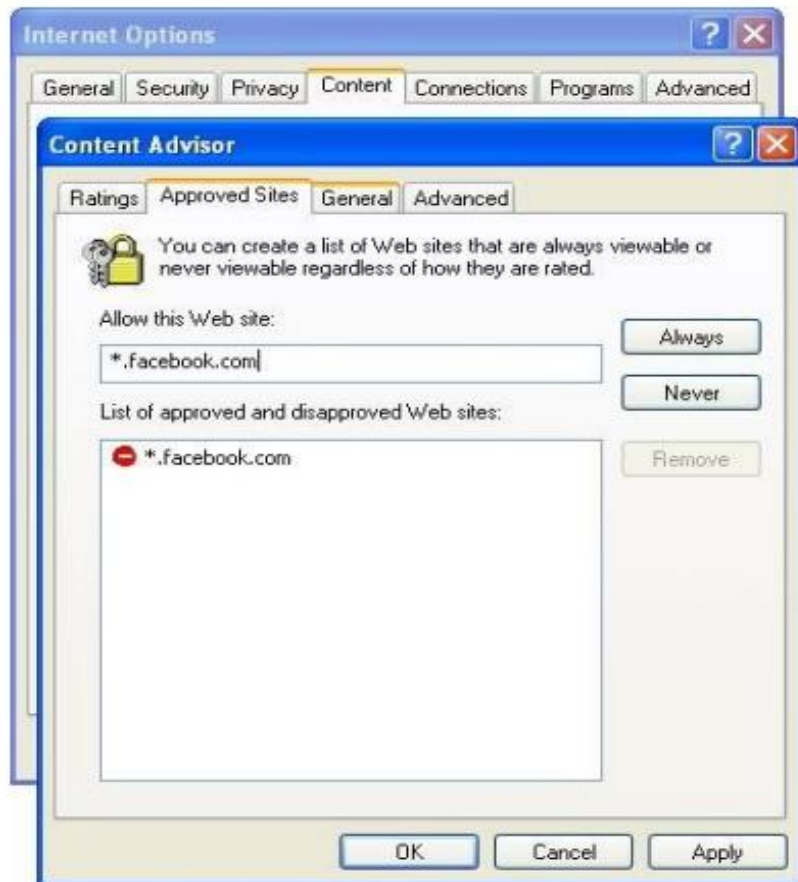 Internet Options
General Security Privacy Content Connections Programs Advanced
Content Advisor
Ratings Approved Sites General Advanced
You can create a list of Web sites that are always viewable or
never viewable regardless of how they are rated.
Allow this Web site:
Always
*.facebook.com
Never
List of approved and disapproved Web sites:
*.facebook.com
Remove
OK Cancel Apply